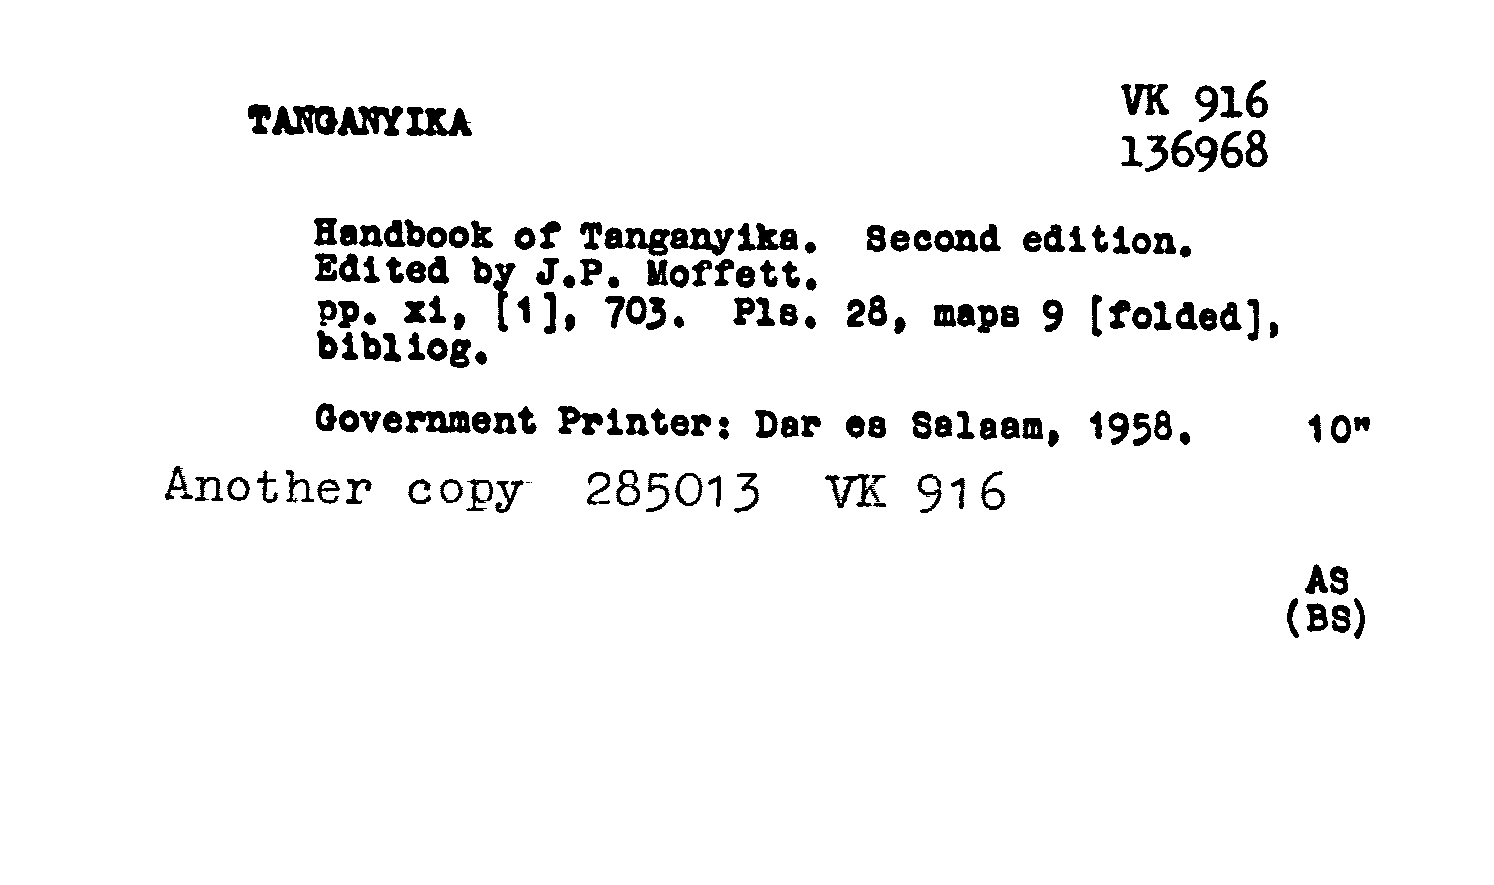 TANGANYIKA
VK 916
136968
Handbook of Tanganyika. Second edition.
Edited by J.P. Moffett.
pp. xi, [1], 703. Pls. 28, maps 9 [folded],
bibliog.
Government Printer: Dar es Salaam, 1958. 10"
Another copy 285013 VK 916
AS
(BS)